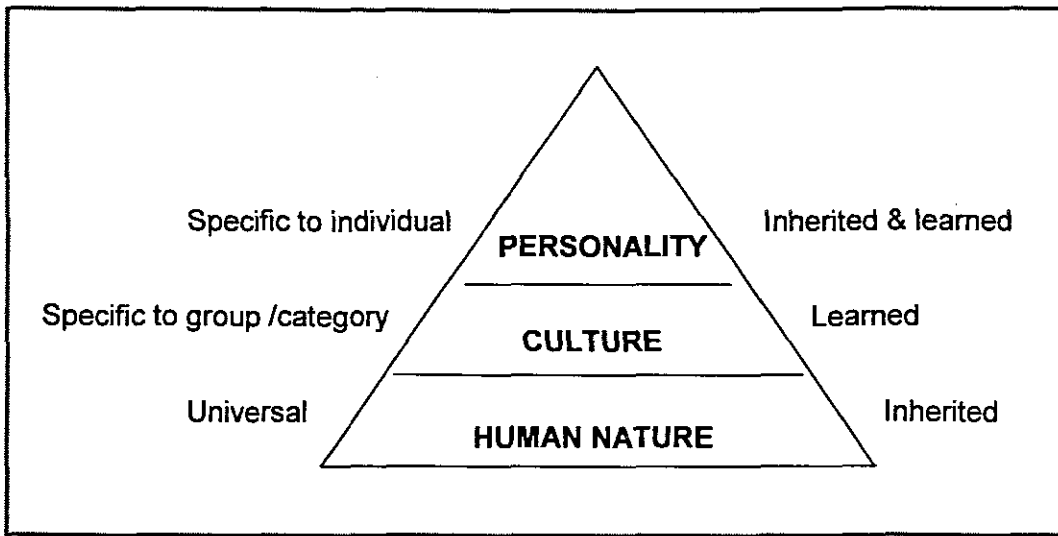 Specific to individual
Inherited & learned
PERSONALITY
Specific to group /category
Learned
CULTURE
Universal
Inherited
HUMAN NATURE